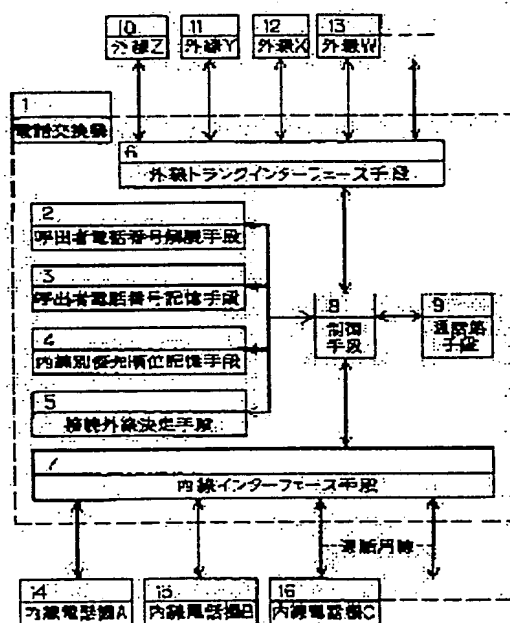 10
外線Z
11
外線Y
12
外線X
13
外線W
1
電話交換機
6
外線トランクインターフェース手段
2
呼出者電話番号解読手段
3
呼出者電話番号記憶手段
4
内線別優先順位記憶手段
5
接続外線決定手段
8
制御
手段
9
通話路
手段
7
内線インターフェース手段
通話用線
14
内線電話機A
15
内線電話機B
16
内線電話機C